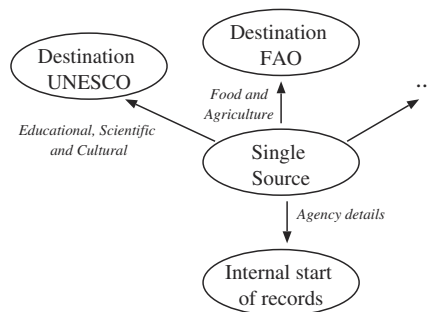 Destination
FAO
Destination
UNESCO
..
Food and
Agriculture
Educational, Scientific
and Cultural
Single
Source
Agency details
Internal start
of records